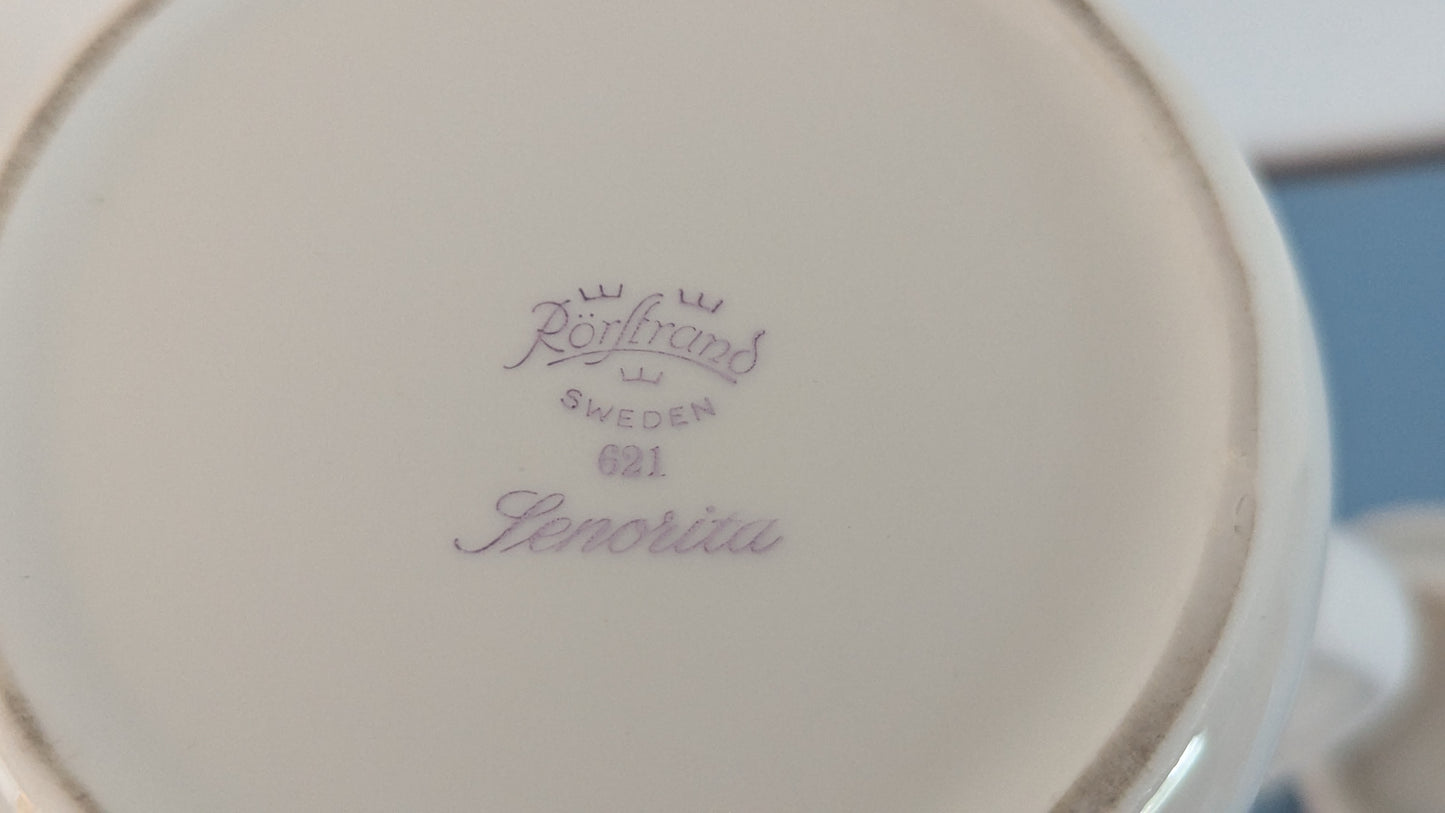 Rörstrand
SWEDEN
621
Senorita